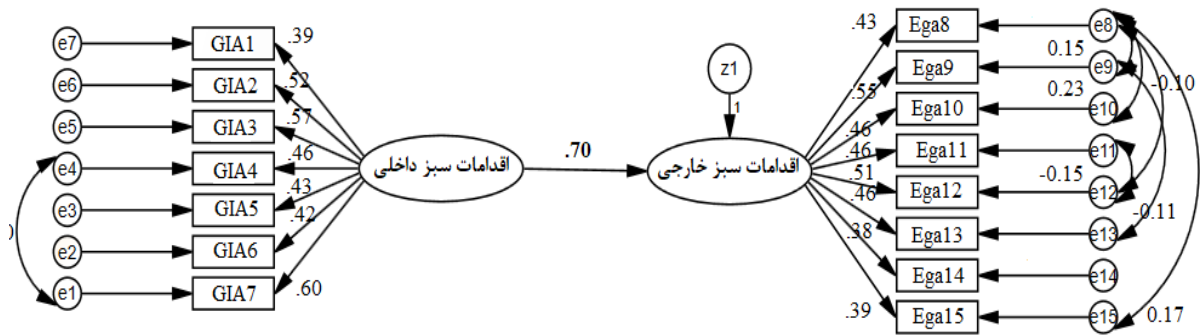 e7 GIA1 .39
e6 GIA2 .52
e5 GIA3 .57
e4 GIA4 .46
e3 GIA5 .43
e2 GIA6 .42
e1 GIA7 .60
اقدامات سبز داخلی
.70
z1
1
اقدامات سبز خارجی
.43 Ega8 e8
.55 Ega9 0.15 e9 -0.10
.46 Ega10 0.23 e10
.46 Ega11 e11
.51 Ega12 -0.15 e12
.46 Ega13 e13 -0.11
.38 Ega14 e14
.39 Ega15 e15 0.17